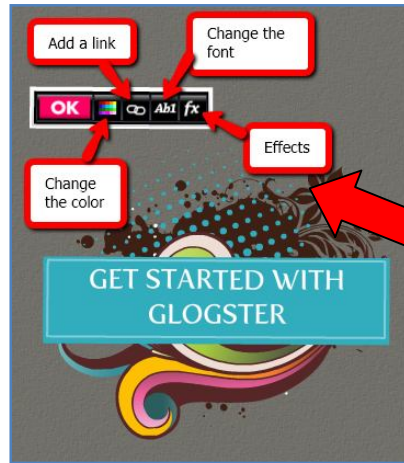 Add a link
Change the
font
OK Ab1 fx
Effects
Change
the color
GET STARTED WITH
GLOGSTER